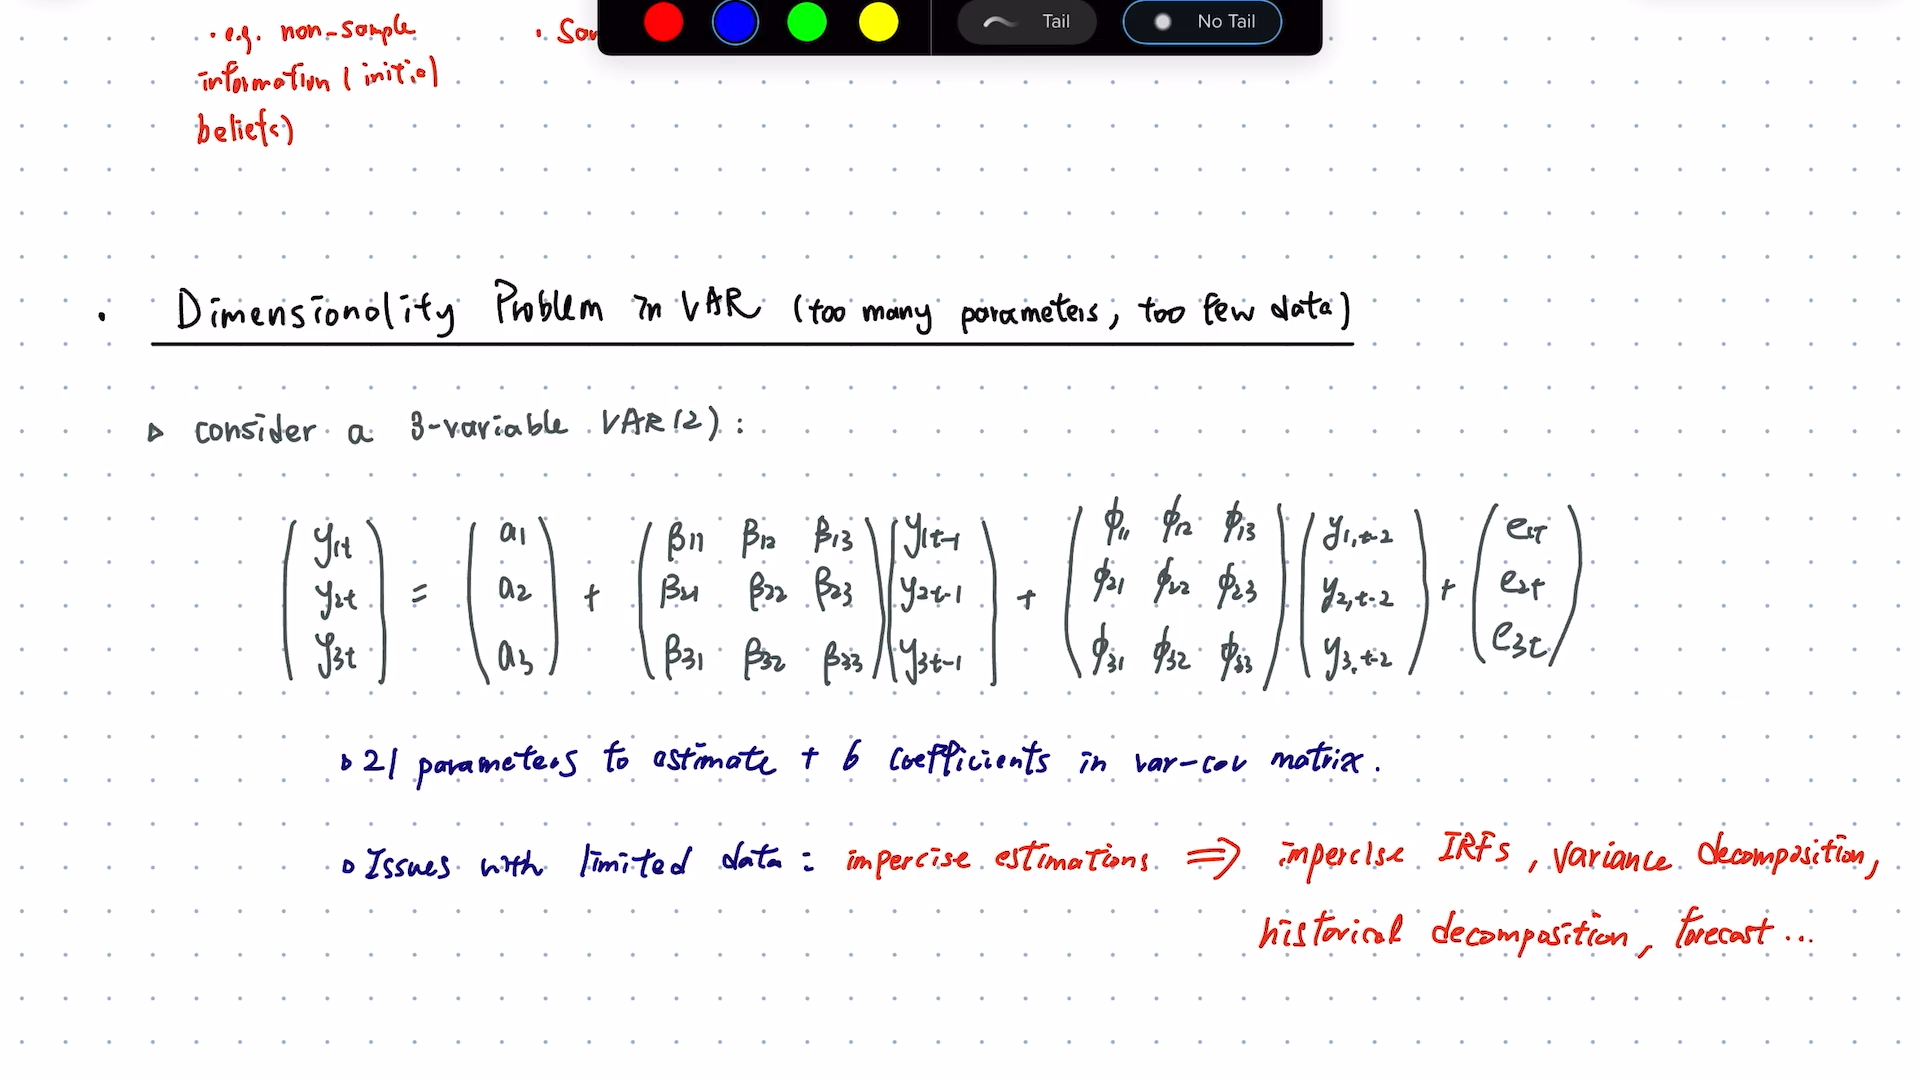 • e.g. non-sample
information (initial
beliefs)
Tail
No Tail
• Dimensionality Problem in VAR (too many parameters, too few data)
▷ consider a 3-variable VAR(2):
(y1t y2t y3t) = (a1 a2 a3) + (β11 β12 β13 β21 β22 β23 β31 β32 β33) (y1t-1 y2t-1 y3t-1) + (ϕ11 ϕ12 ϕ13 ϕ21 ϕ22 ϕ23 ϕ31 ϕ32 ϕ33) (y1,t-2 y2,t-2 y3,t-2) + (e1t e2t e3t)
▷ 21 parameters to estimate + 6 coefficients in var-cov matrix.
▷ Issues with limited data: impercise estimations ⇒ impercise IRFs, variance decomposition,
historical decomposition, forecast...